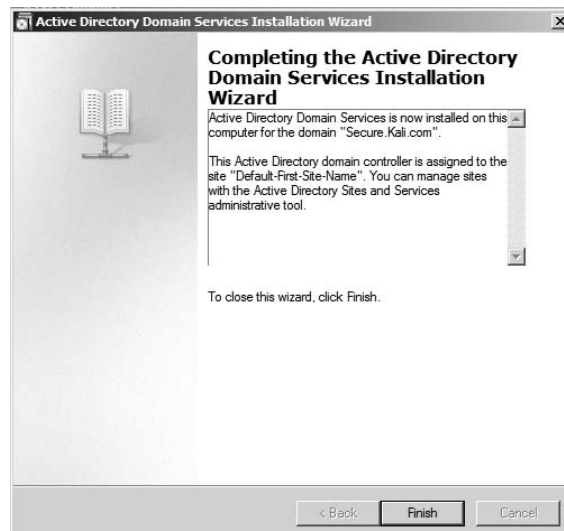 Active Directory Domain Services Installation Wizard
Completing the Active Directory
Domain Services Installation
Wizard
Active Directory Domain Services is now installed on this
computer for the domain "Secure.Kali.com".
This Active Directory domain controller is assigned to the
site "Default-First-Site-Name". You can manage sites
with the Active Directory Sites and Services
administrative tool.
To close this wizard, click Finish.
< Back Finish Cancel